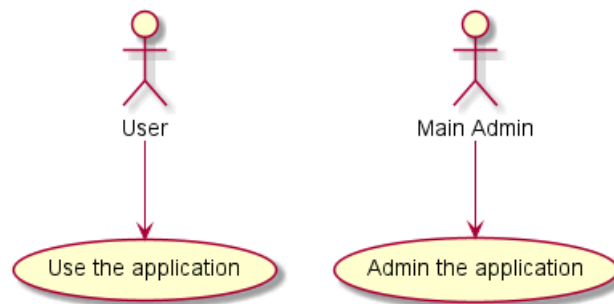 User
Main Admin
Use the application
Admin the application